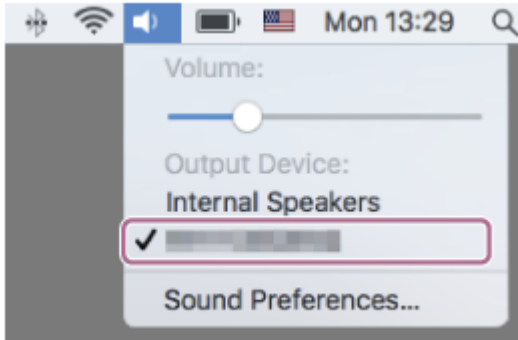 Mon 13:29
Volume:
Output Device:
Internal Speakers
Sound Preferences...